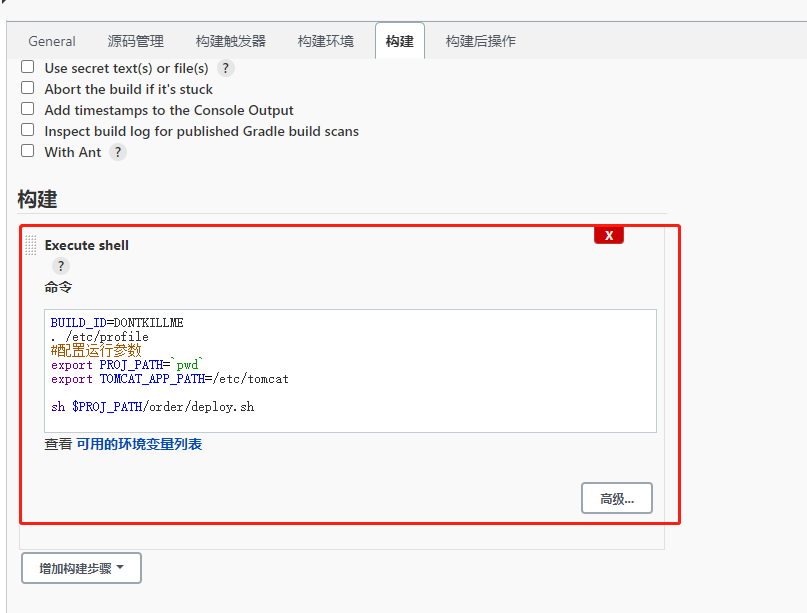 General 源码管理 构建触发器 构建环境 构建 构建后操作
Use secret text(s) or file(s) ?
Abort the build if it's stuck
Add timestamps to the Console Output
Inspect build log for published Gradle build scans
With Ant ?
构建
X
Execute shell
?
命令
BUILD_ID=DONTKILLME
. /etc/profile
#配置运行参数
export PROJ_PATH=`pwd`
export TOMCAT_APP_PATH=/etc/tomcat
sh $PROJ_PATH/order/deploy.sh
查看 可用的环境变量列表
高级...
增加构建步骤